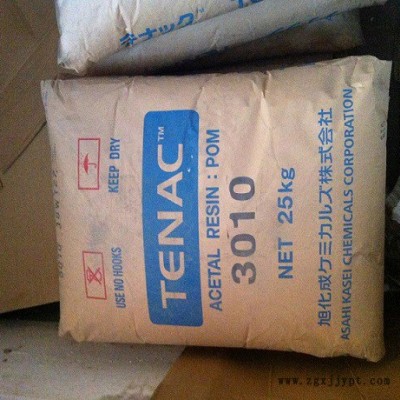 KEEP DRY
USE NO HOOKS
TENAC™
ACETAL RESIN : POM
3010
NET 25kg
旭化成ケミカルズ株式会社
ASAHI KASEI CHEMICALS CORPORATION
www.zgxjjypt.com